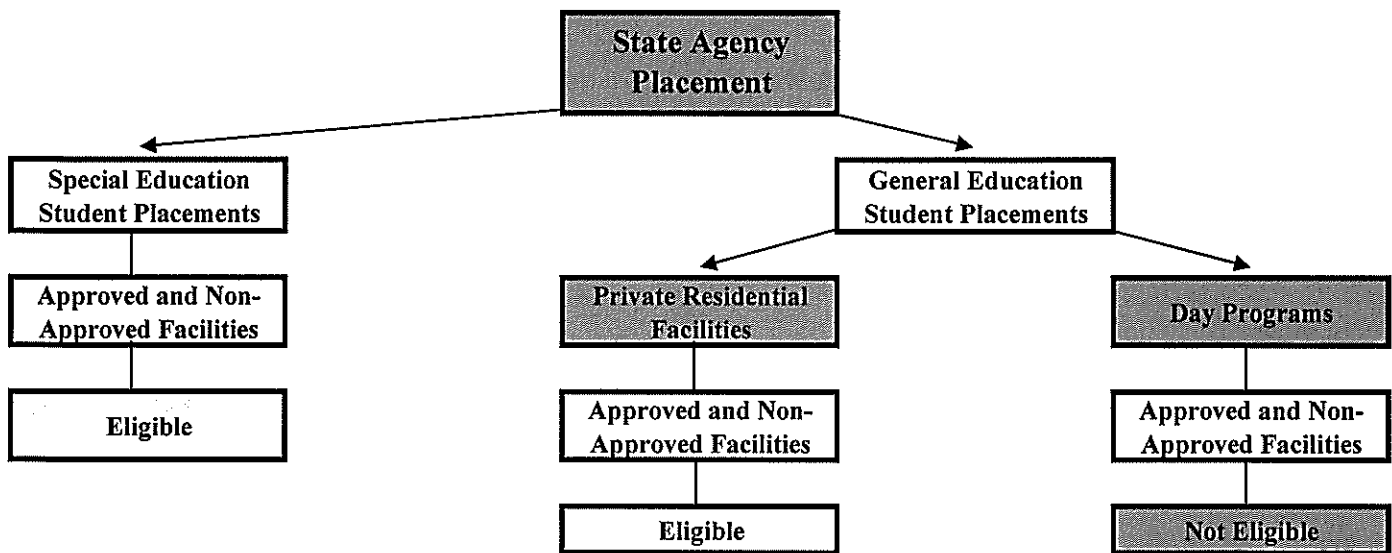 State Agency
Placement
Special Education
Student Placements
General Education
Student Placements
Approved and Non-
Approved Facilities
Private Residential
Facilities
Day Programs
Eligible
Approved and Non-
Approved Facilities
Approved and Non-
Approved Facilities
Eligible
Not Eligible